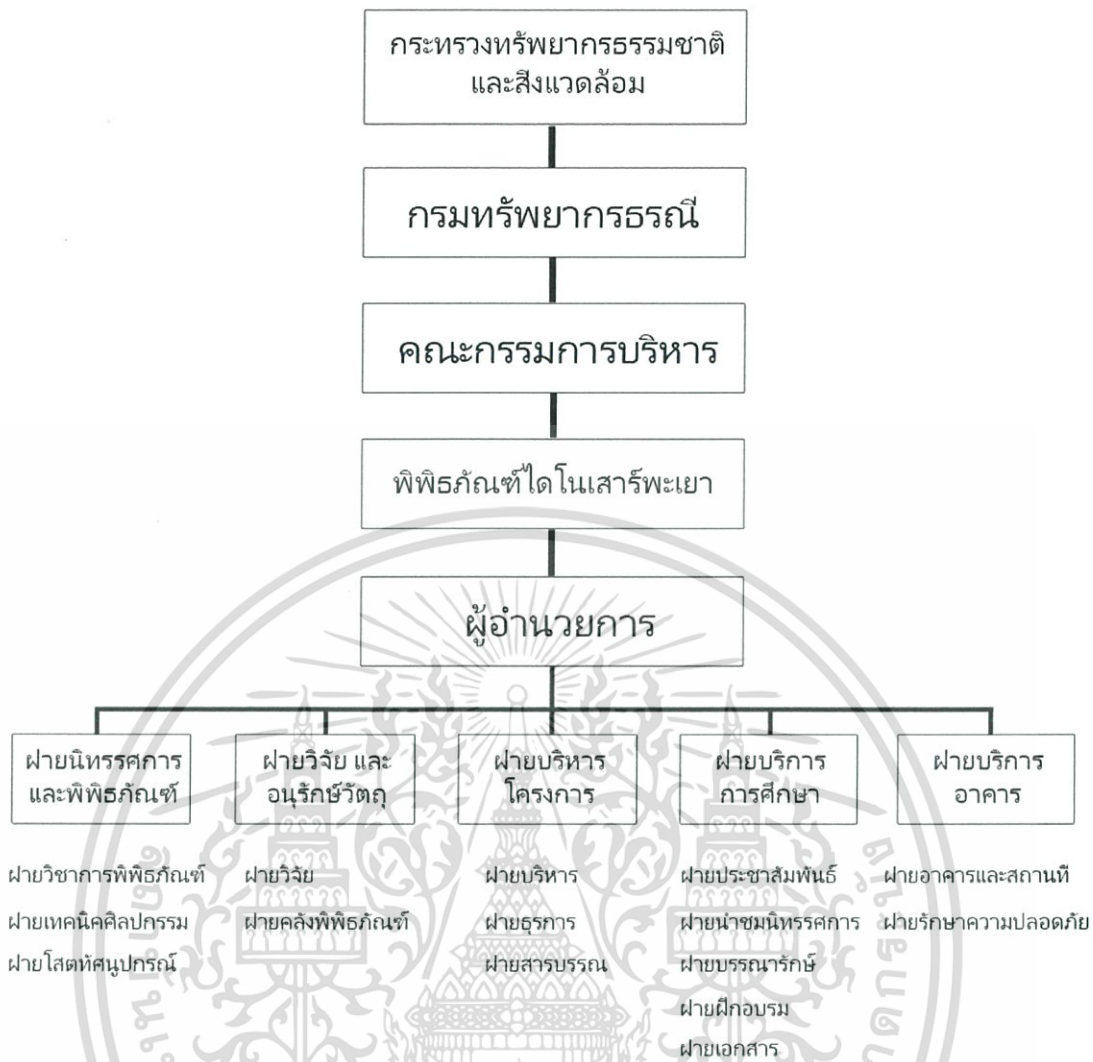 กระทรวงทรัพยากรธรรมชาติ
และสิ่งแวดล้อม
กรมทรัพยากรธรณี
คณะกรรมการบริหาร
พิพิธภัณฑ์ไดโนเสาร์พะเยา
ผู้อำนวยการ
ฝ่ายนิทรรศการ
และพิพิธภัณฑ์
ฝ่ายวิจัย และ
อนุรักษ์วัตถุ
ฝ่ายบริหาร
โครงการ
ฝ่ายบริการ
การศึกษา
ฝ่ายบริการ
อาคาร
ฝ่ายวิชาการพิพิธภัณฑ์
ฝ่ายเทคนิคศิลปกรรม
ฝ่ายโสตทัศนูปกรณ์
ฝ่ายวิจัย
ฝ่ายคลังพิพิธภัณฑ์
ฝ่ายบริหาร
ฝ่ายธุรการ
ฝ่ายสารบรรณ
ฝ่ายประชาสัมพันธ์
ฝ่ายนำชมนิทรรศการ
ฝ่ายบรรณารักษ์
ฝ่ายฝึกอบรม
ฝ่ายเอกสาร
ฝ่ายอาคารและสถานที่
ฝ่ายรักษาความปลอดภัย